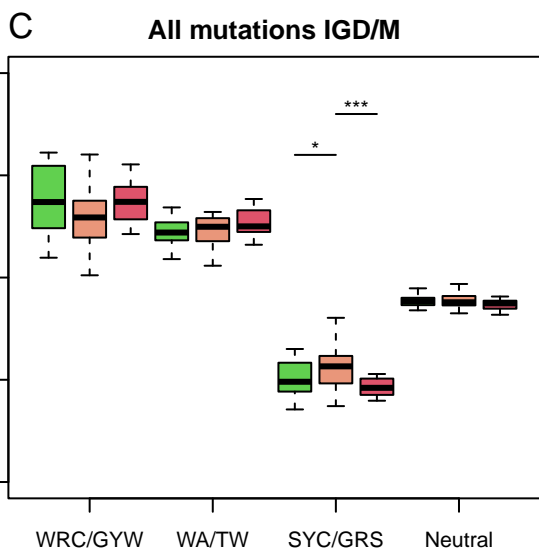 C
All mutations IGD/M
***
*
WRC/GYW WA/TW SYC/GRS Neutral